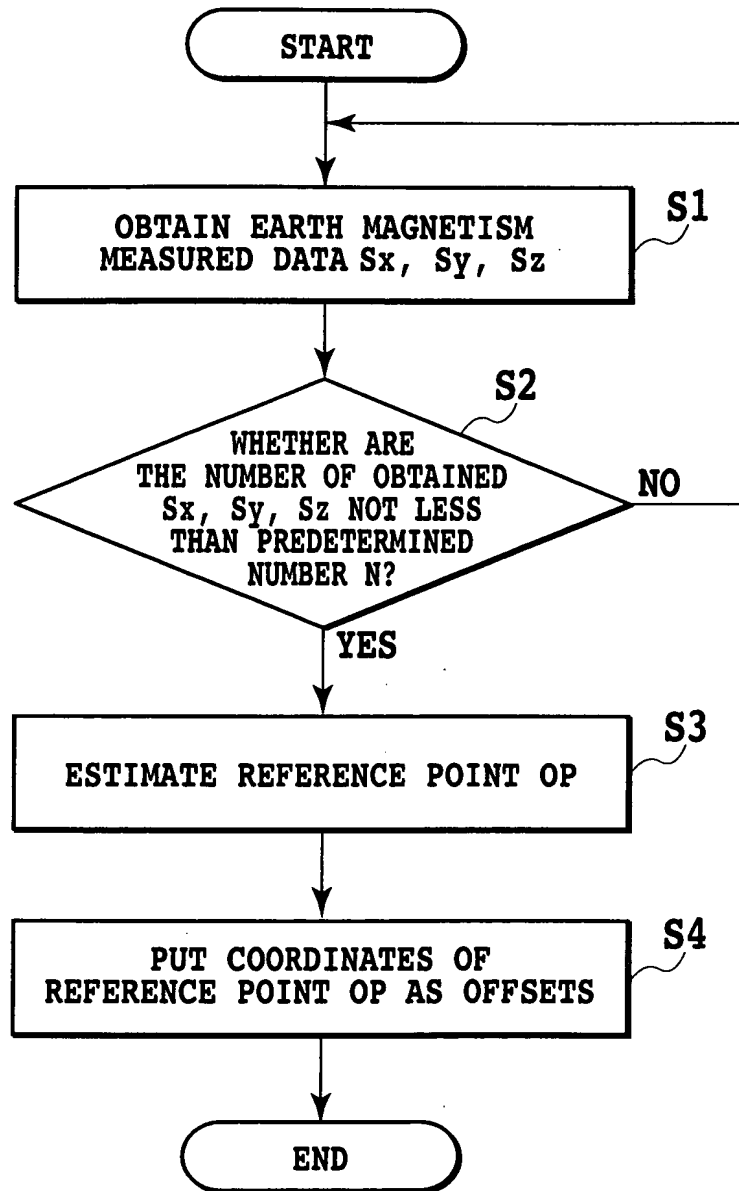 START
OBTAIN EARTH MAGNETISM
MEASURED DATA Sx, Sy, Sz
S1
S2
WHETHER ARE
THE NUMBER OF OBTAINED
Sx, Sy, Sz NOT LESS
THAN PREDETERMINED
NUMBER N?
NO
YES
S3
ESTIMATE REFERENCE POINT OP
S4
PUT COORDINATES OF
REFERENCE POINT OP AS OFFSETS
END